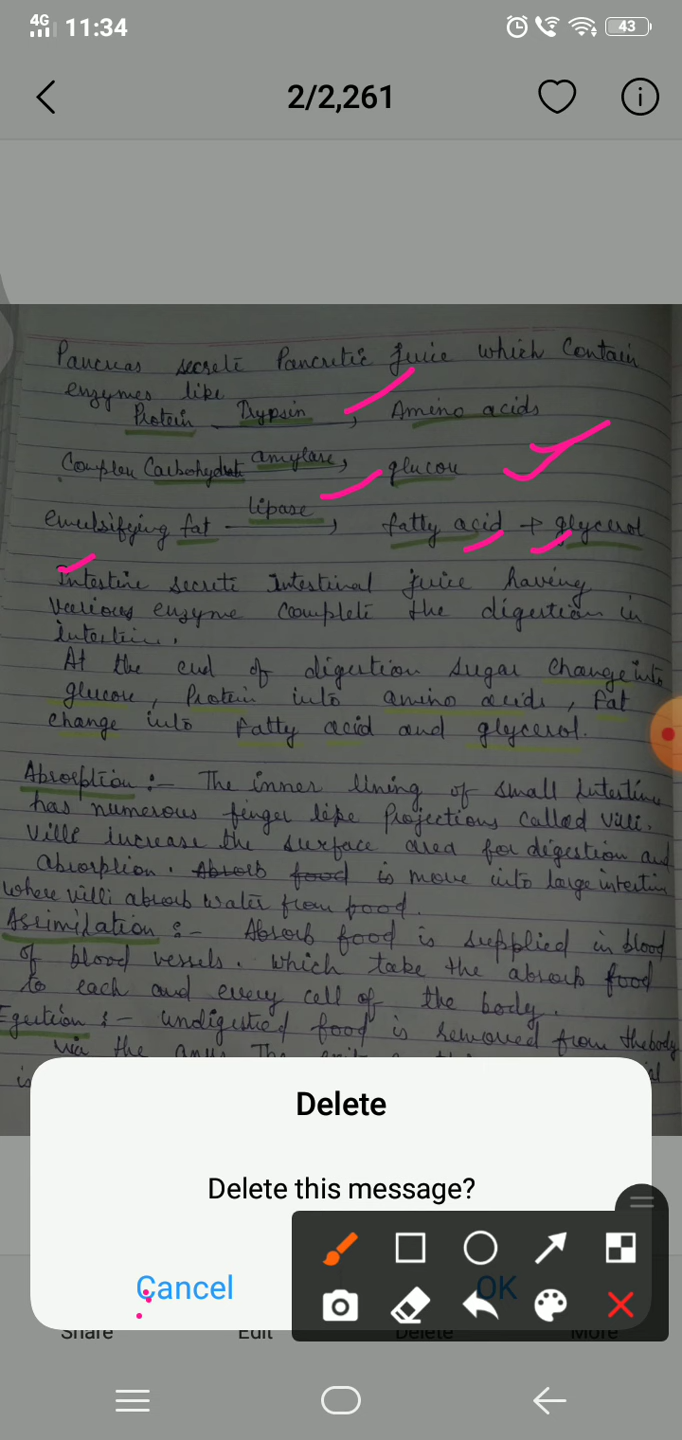 4G 11:34 43
2/2,261
Pancreas secrete Pancretic juice which Contain
enzymes like
Protein Trypsin Amino acids
Complex Carbohydrate amylase, glucose
emulsifying fat lipase fatty acid + glycerol
Intestine secrete intestinal juice having
various enzyme complete the digestion in
intestine.
At the end of digestion sugar change into
glucose, Protein into amino acids, Fat
change into Fatty acid and glycerol.
Absorption :- The inner lining of small intestine
has numerous finger like Projections called villi.
Villi increase the surface area for digestion and
absorption. Absorb food is move into large intestin
where villi absorb water from food.
Assimilation :- Absorb food is supplied in blood
of blood vessels. which take the absorb food
to each and every cell of the body.
Egestion :- undigested food is removed from the body
via the anus. The
is
Delete
Delete this message?
Cancel OK
Share Edit Delete More